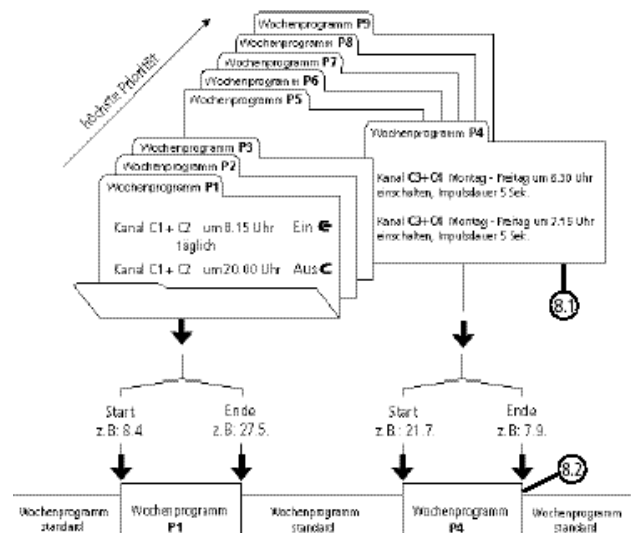 höchste Priorität
Wochenprogramm P9
Wochenprogramm P8
Wochenprogramm P7
Wochenprogramm P6
Wochenprogramm P5
Wochenprogramm P4
Wochenprogramm P3
Wochenprogramm P2
Wochenprogramm P1
Kanal C1+ C2 um 8.15 Uhr Ein
täglich
Kanal C1+ C2 um 20.00 Uhr Aus
Kanal C3+C4 Montag - Freitag um 6.30 Uhr
einschalten, Impulsdauer 5 Sek.
Kanal C3+C4 Montag - Freitag um 7.15 Uhr
einschalten, Impulsdauer 5 Sek.
8.1
Start
z.B: 8.4.
Ende
z.B: 27.5.
Start
z.B.: 21.7.
Ende
z.B: 7.9.
8.2
Wochenprogramm
standard
Wochenprogramm
P1
Wochenprogramm
standard
Wochenprogramm
P4
Wochenprogramm
standard